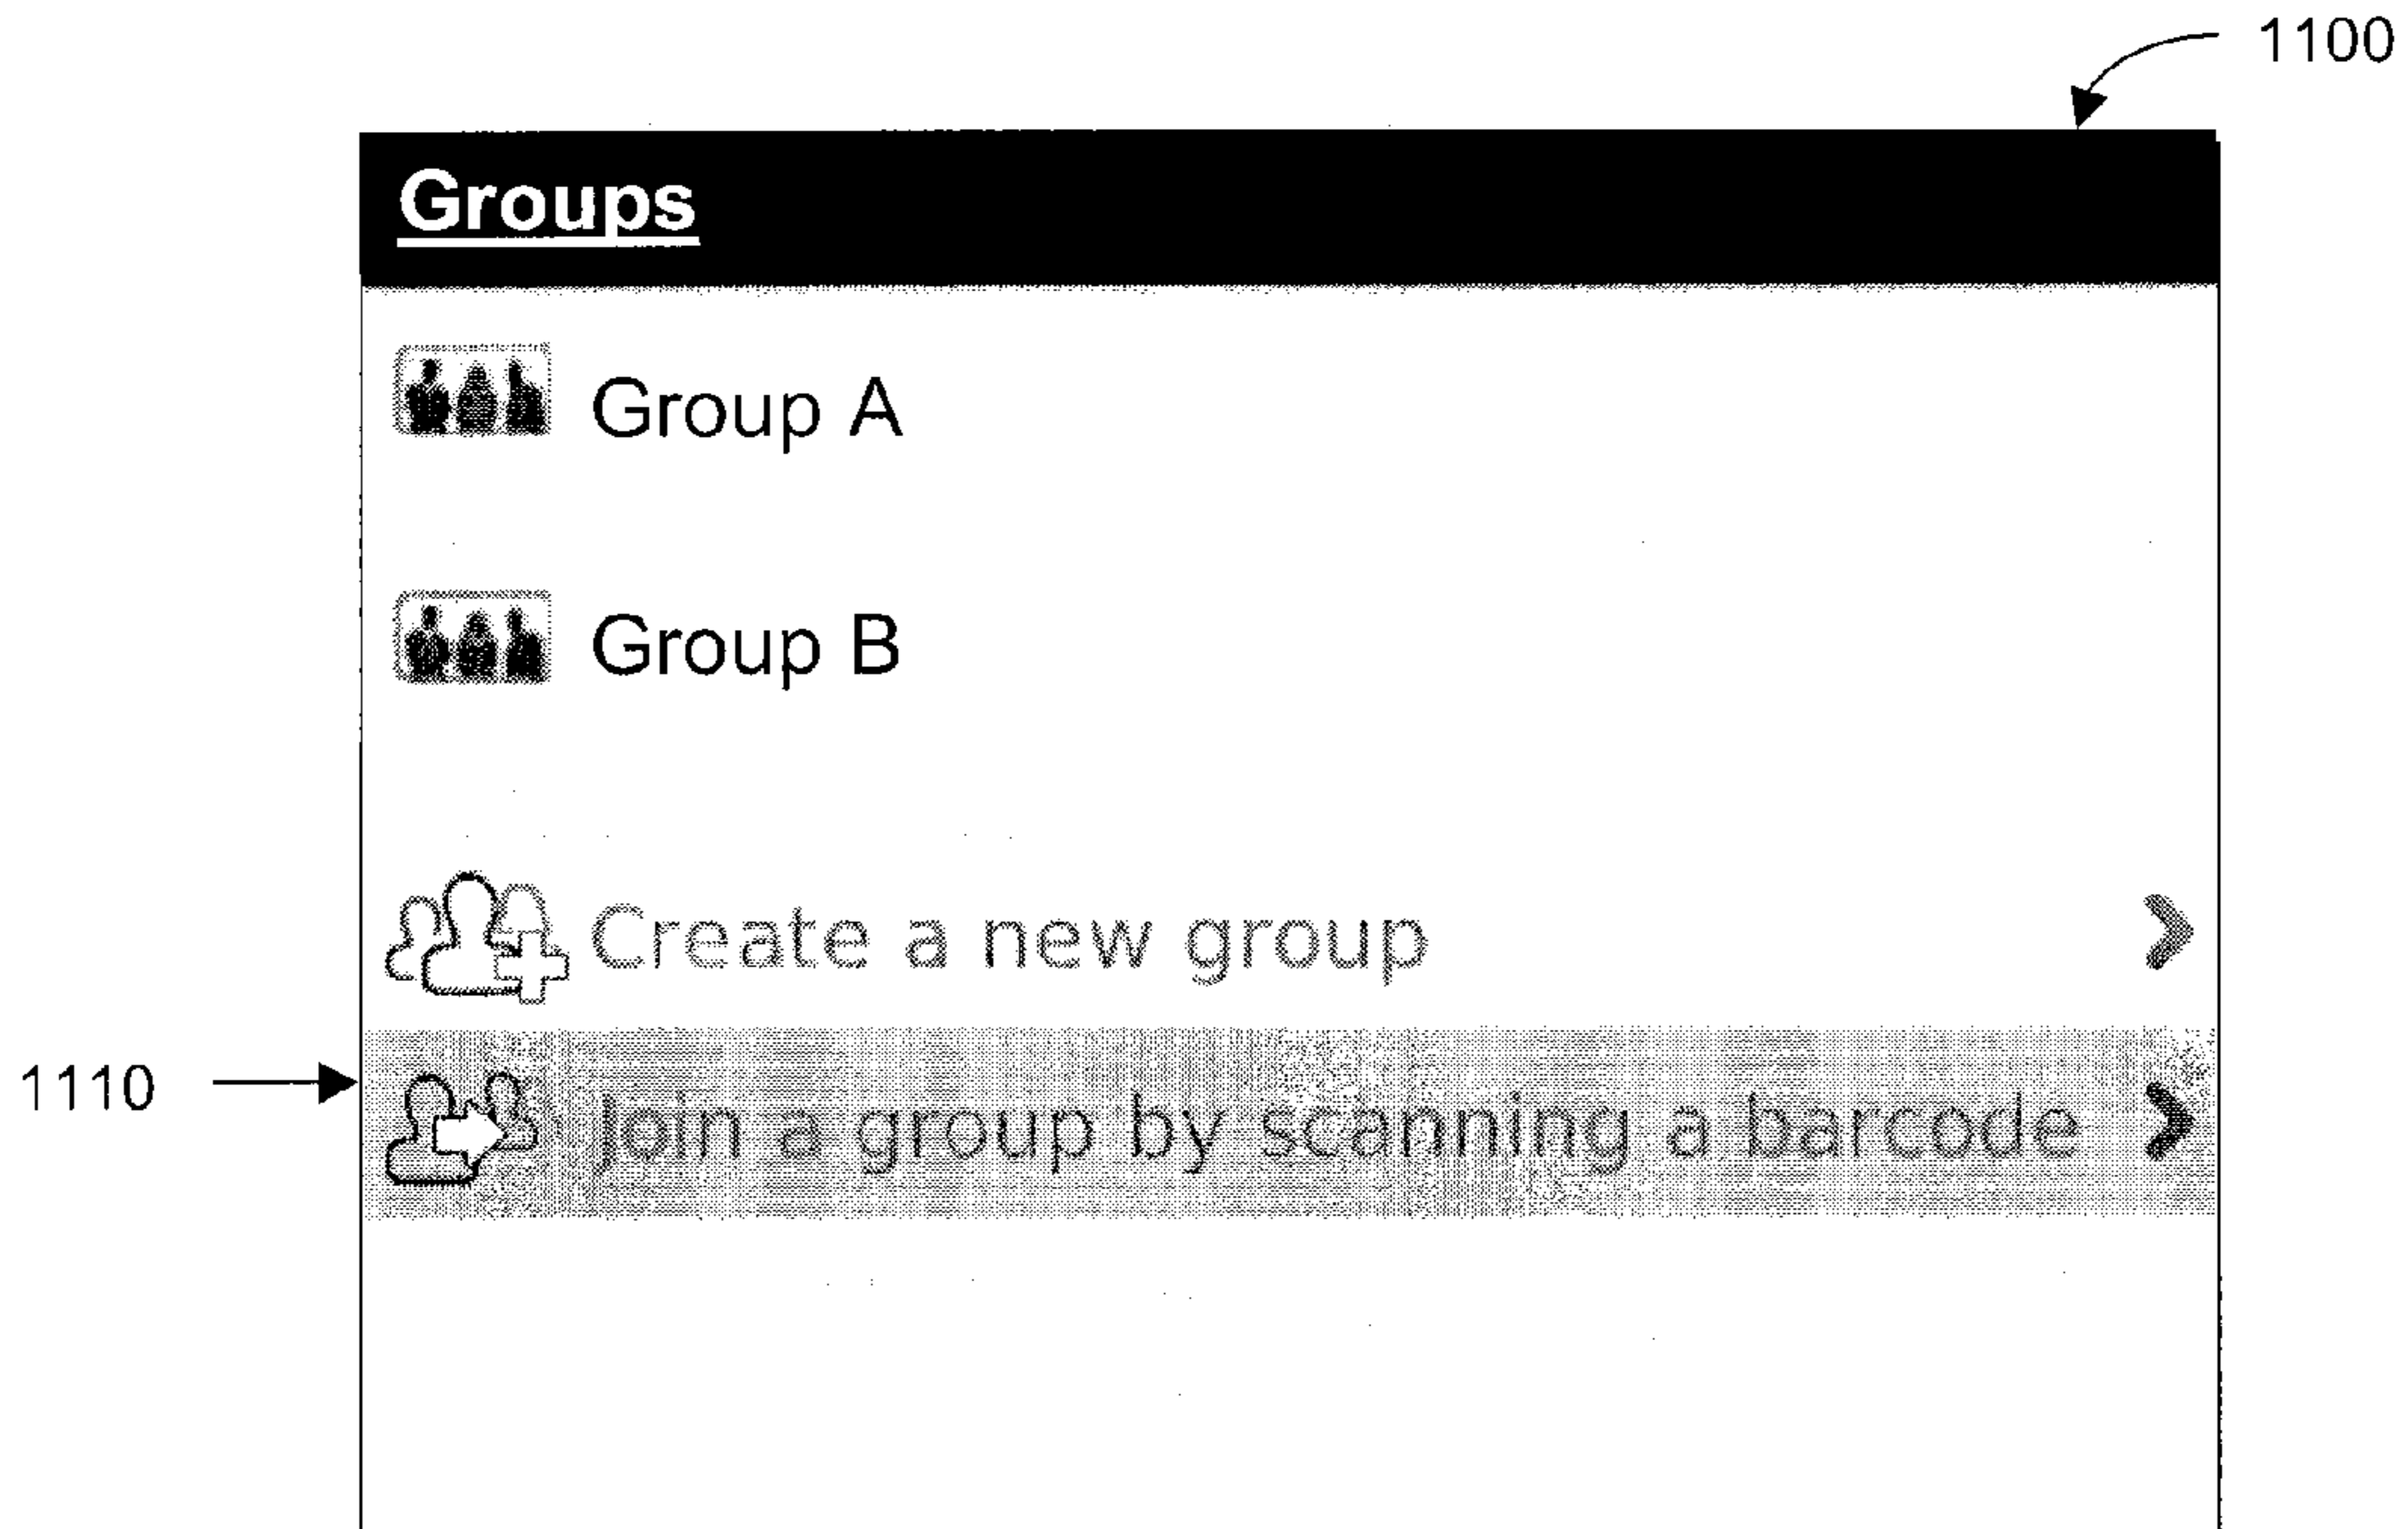 1100
Groups
Group A
Group B
Create a new group
1110
Join a group by scanning a barcode